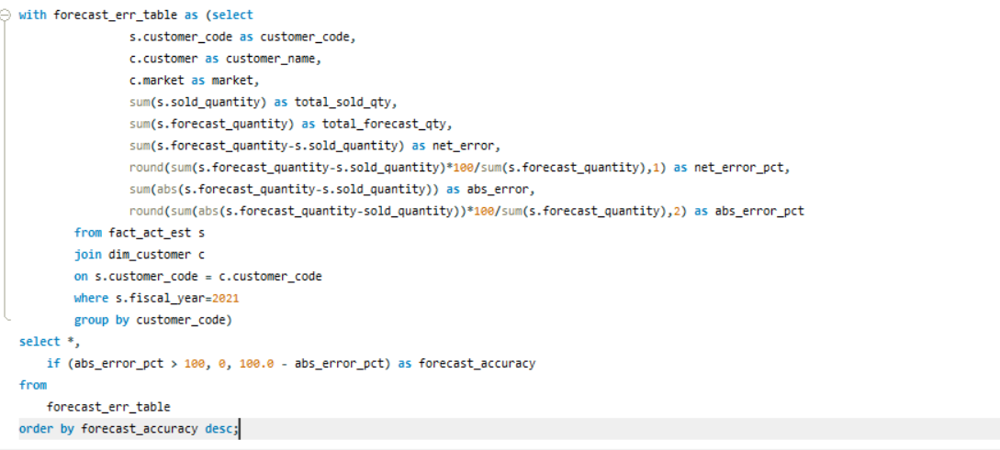 with forecast_err_table as (select
s.customer_code as customer_code,
c.customer as customer_name,
c.market as market,
sum(s.sold_quantity) as total_sold_qty,
sum(s.forecast_quantity) as total_forecast_qty,
sum(s.forecast_quantity-s.sold_quantity) as net_error,
round(sum(s.forecast_quantity-s.sold_quantity)*100/sum(s.forecast_quantity),1) as net_error_pct,
sum(abs(s.forecast_quantity-s.sold_quantity)) as abs_error,
round(sum(abs(s.forecast_quantity-sold_quantity))*100/sum(s.forecast_quantity),2) as abs_error_pct
from fact_act_est s
join dim_customer c
on s.customer_code = c.customer_code
where s.fiscal_year=2021
group by customer_code)
select *,
if (abs_error_pct > 100, 0, 100.0 - abs_error_pct) as forecast_accuracy
from
forecast_err_table
order by forecast_accuracy desc;